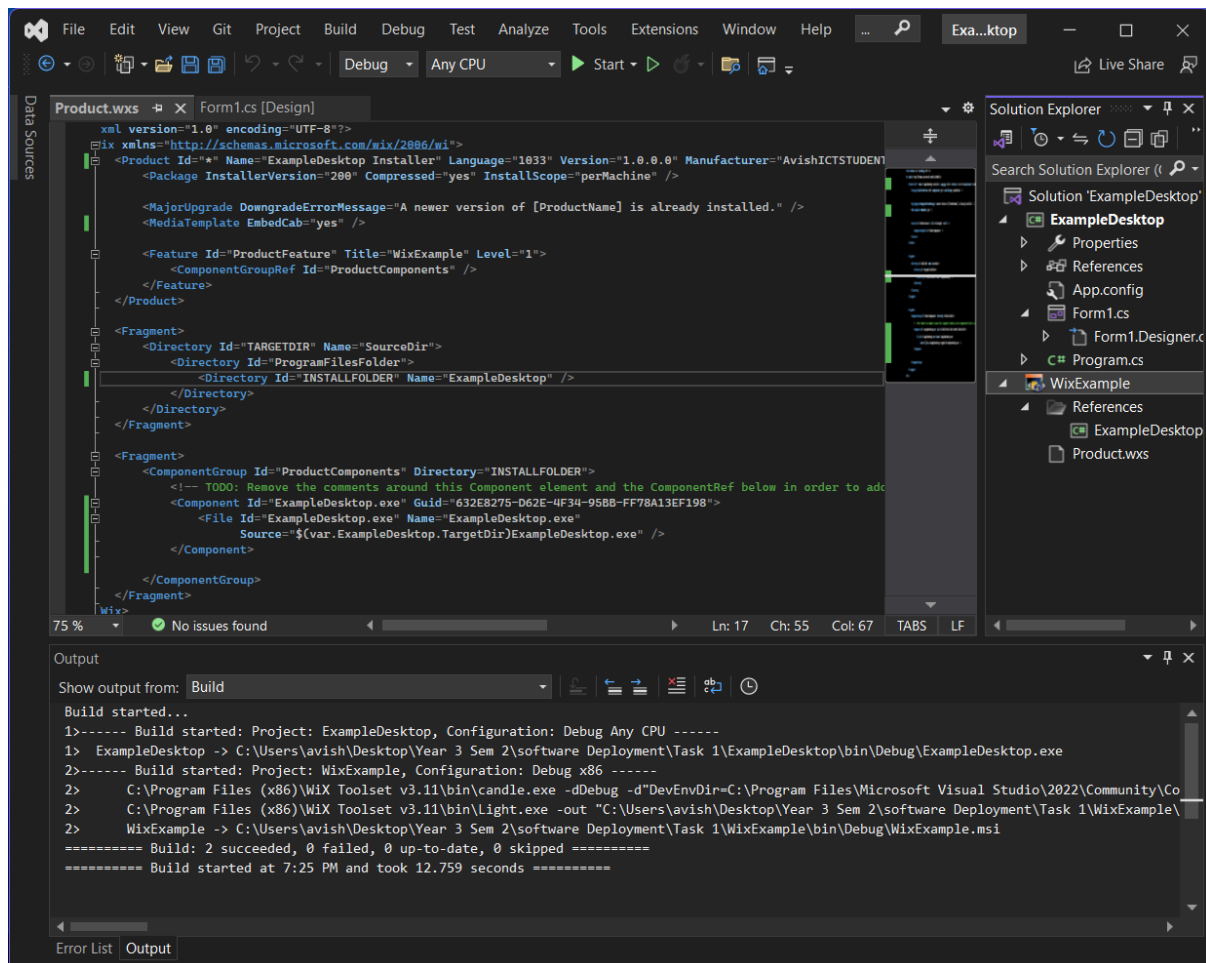 File Edit View Git Project Build Debug Test Analyze Tools Extensions Window Help ... Exa...ktop
Debug Any CPU Start Live Share
Data Sources
Product.wxs Form1.cs [Design]
xml version="1.0" encoding="UTF-8"?>
ix xmlns="http://schemas.microsoft.com/wix/2006/wi">
<Product Id="*" Name="ExampleDesktop Installer" Language="1033" Version="1.0.0.0" Manufacturer="AvishICTSTUDENT
<Package InstallerVersion="200" Compressed="yes" InstallScope="perMachine" />
<MajorUpgrade DowngradeErrorMessage="A newer version of [ProductName] is already installed." />
<MediaTemplate EmbedCab="yes" />
<Feature Id="ProductFeature" Title="WixExample" Level="1">
<ComponentGroupRef Id="ProductComponents" />
</Feature>
</Product>
<Fragment>
<Directory Id="TARGETDIR" Name="SourceDir">
<Directory Id="ProgramFilesFolder">
<Directory Id="INSTALLFOLDER" Name="ExampleDesktop" />
</Directory>
</Directory>
</Fragment>
<Fragment>
<ComponentGroup Id="ProductComponents" Directory="INSTALLFOLDER">
<!-- TODO: Remove the comments around this Component element and the ComponentRef below in order to add
<Component Id="ExampleDesktop.exe" Guid="632E8275-D62E-4F34-95BB-FF78A13EF198">
<File Id="ExampleDesktop.exe" Name="ExampleDesktop.exe"
Source="$(var.ExampleDesktop.TargetDir)ExampleDesktop.exe" />
</Component>
</ComponentGroup>
</Fragment>
Wix>
75 % No issues found Ln: 17 Ch: 55 Col: 67 TABS LF
Solution Explorer
Search Solution Explorer (
Solution 'ExampleDesktop'
C# ExampleDesktop
Properties
References
App.config
Form1.cs
Form1.Designer.c
C# Program.cs
WixExample
References
ExampleDesktop
Product.wxs
Output
Show output from: Build
Build started...
1>------ Build started: Project: ExampleDesktop, Configuration: Debug Any CPU ------
1> ExampleDesktop -> C:\Users\avish\Desktop\Year 3 Sem 2\software Deployment\Task 1\ExampleDesktop\bin\Debug\ExampleDesktop.exe
2>------ Build started: Project: WixExample, Configuration: Debug x86 ------
2> C:\Program Files (x86)\WiX Toolset v3.11\bin\candle.exe -dDebug -d"DevEnvDir=C:\Program Files\Microsoft Visual Studio\2022\Community\Co
2> C:\Program Files (x86)\WiX Toolset v3.11\bin\Light.exe -out "C:\Users\avish\Desktop\Year 3 Sem 2\software Deployment\Task 1\WixExample\
2> WixExample -> C:\Users\avish\Desktop\Year 3 Sem 2\software Deployment\Task 1\WixExample\bin\Debug\WixExample.msi
========== Build: 2 succeeded, 0 failed, 0 up-to-date, 0 skipped ==========
========== Build started at 7:25 PM and took 12.759 seconds ==========
Error List Output